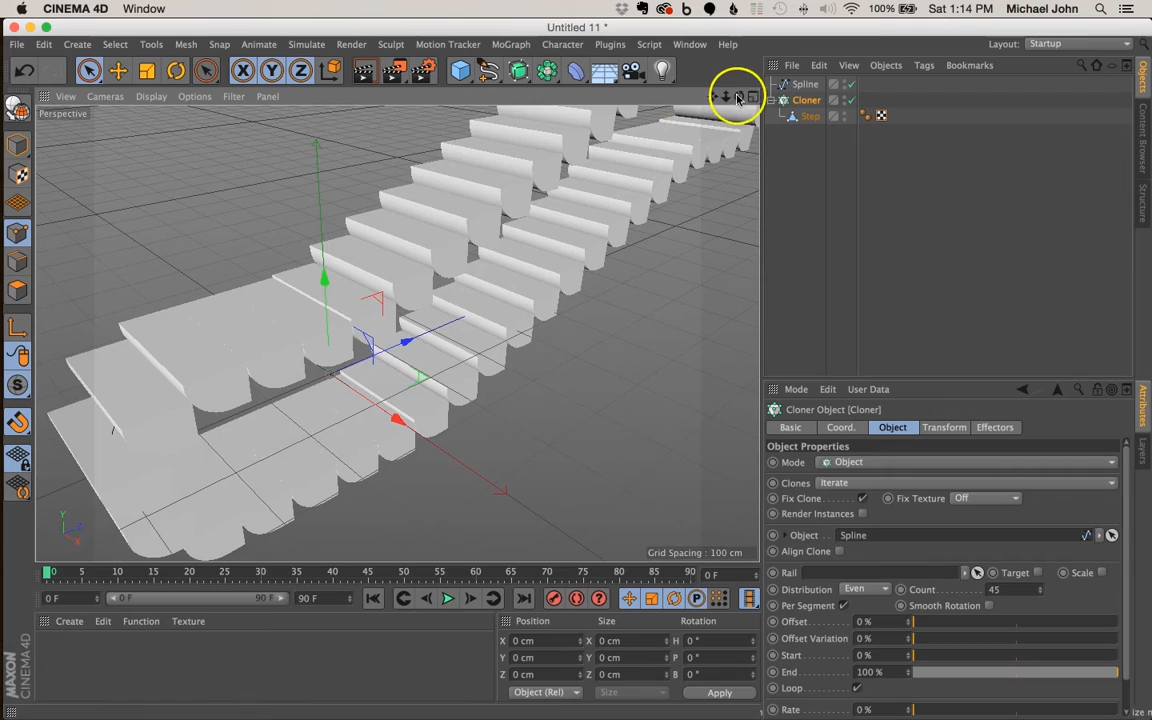 CINEMA 4D Window 100% Sat 1:14 PM Michael John
Untitled 11 *
File Edit Create Select Tools Mesh Snap Animate Simulate Render Sculpt Motion Tracker MoGraph Character Plugins Script Window Help Layout: Startup
X Y Z
File Edit View Objects Tags Bookmarks
View Cameras Display Options Filter Panel
Perspective
Spline
Cloner
Step
Objects
Content Browser
Structure
Mode Edit User Data
Cloner Object [Cloner]
Basic Coord. Object Transform Effectors
Object Properties
Mode Object
Clones Iterate
Fix Clone Fix Texture Off
Render Instances
Object Spline
Align Clone
Rail Target Scale
Distribution Even Count 45
Per Segment Smooth Rotation
Offset 0 %
Offset Variation 0 %
Start 0 %
End 100 %
Loop
Rate 0 %
Attributes
Layers
Y Z X
Grid Spacing : 100 cm
0 5 10 15 20 25 30 35 40 45 50 55 60 65 70 75 80 85 90 0 F
0 F 0 F 90 F 90 F
Create Edit Function Texture
Position Size Rotation
X 0 cm X 0 cm H 0 °
Y 0 cm Y 0 cm P 0 °
Z 0 cm Z 0 cm B 0 °
Object (Rel) Size Apply
MAXON CINEMA 4D